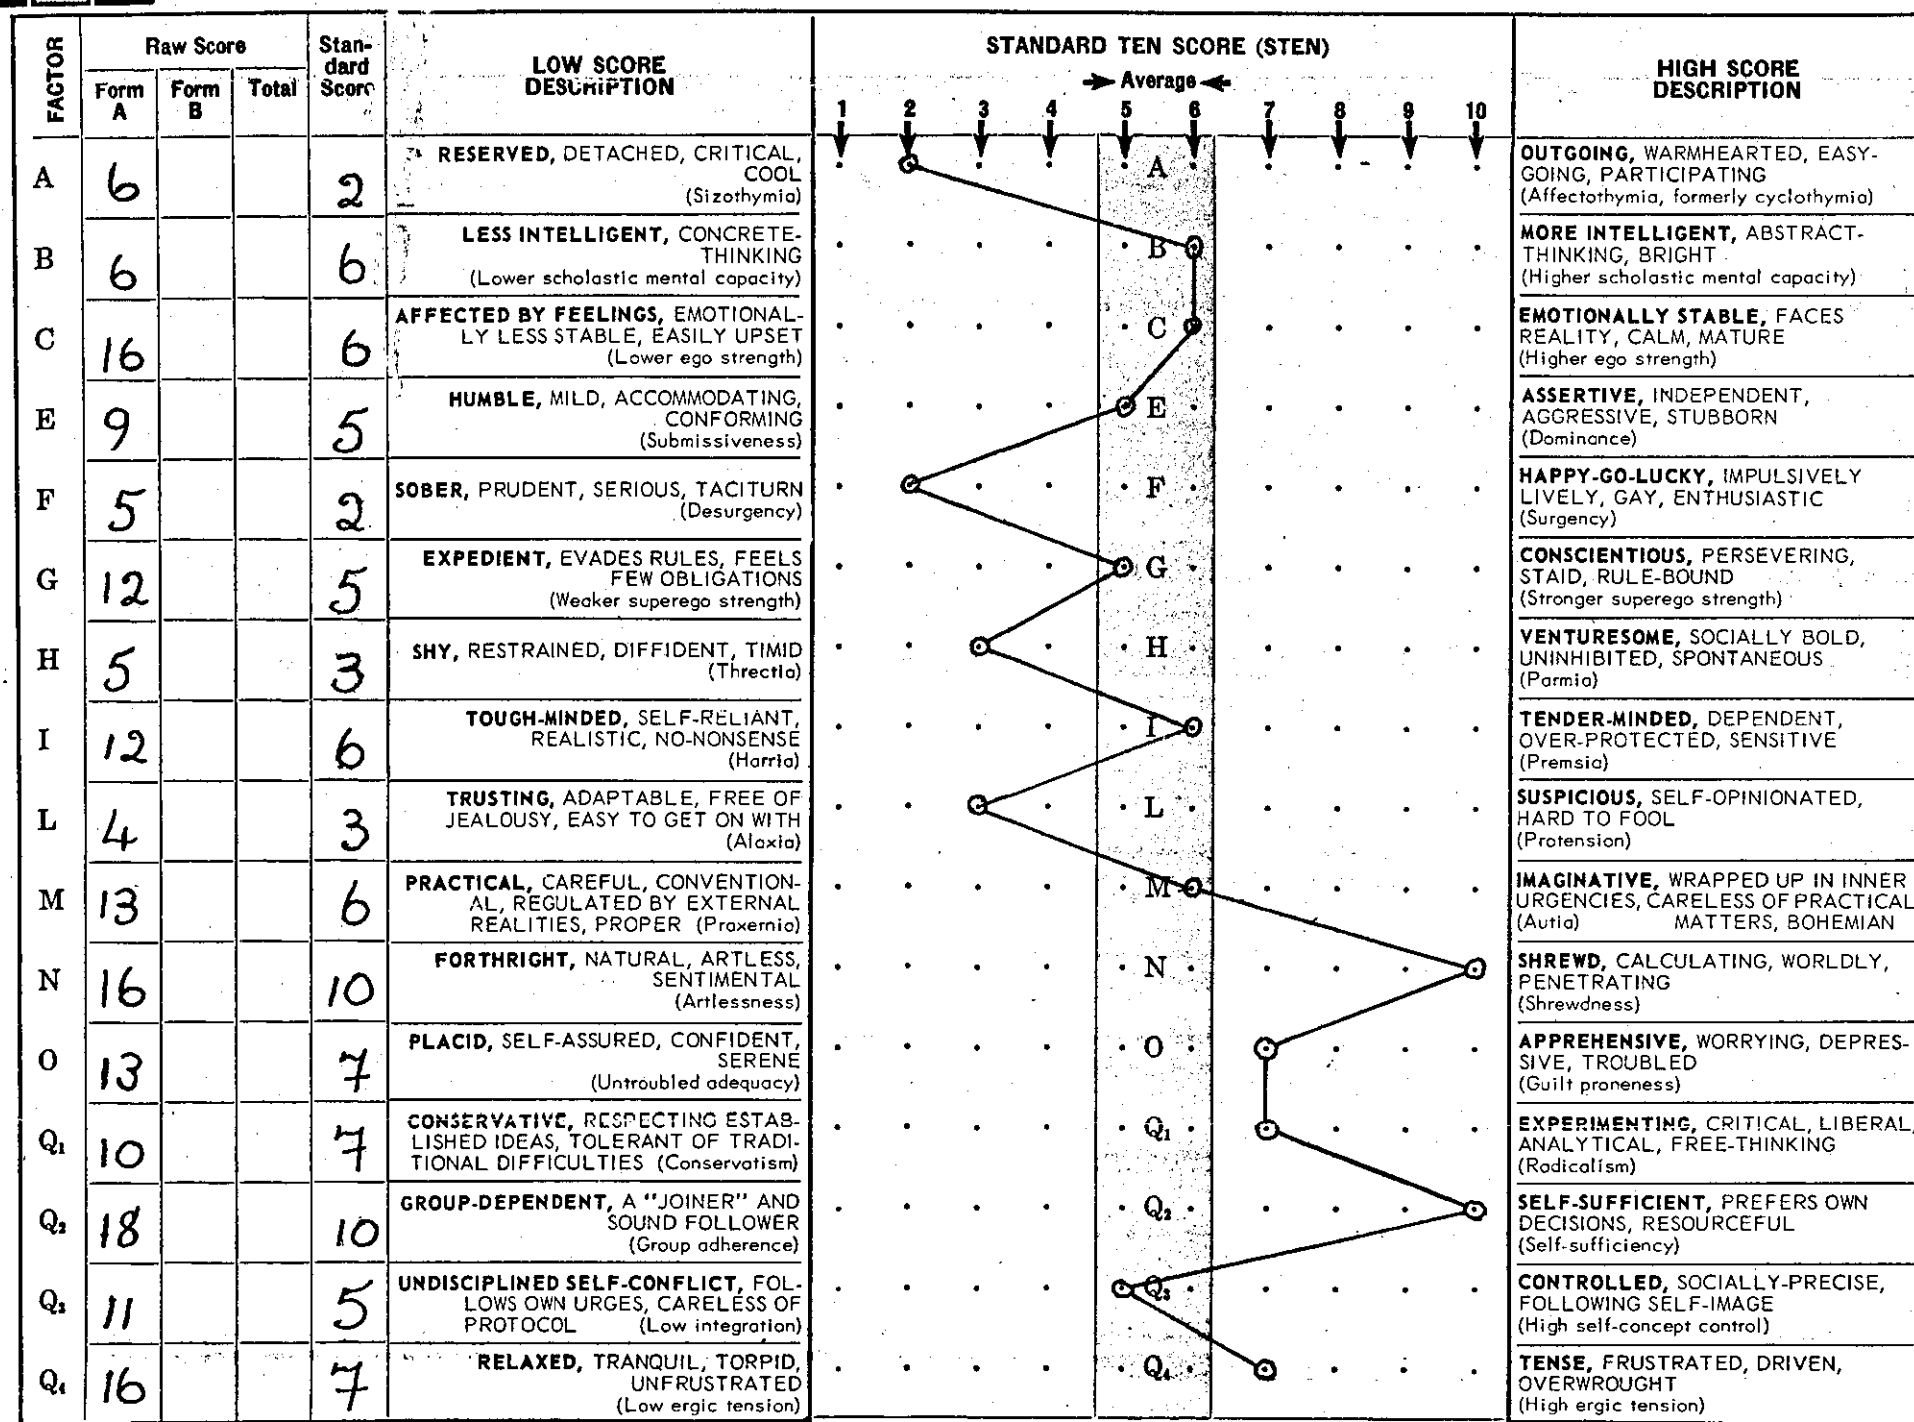 FACTOR Raw Score Stan- dard Score LOW SCORE DESCRIPTION STANDARD TEN SCORE (STEN) HIGH SCORE DESCRIPTION
Form A Form B Total Average
1 2 3 4 5 6 7 8 9 10
A 6 2 RESERVED, DETACHED, CRITICAL, A OUTGOING, WARMHEARTED, EASY-
COOL GOING, PARTICIPATING
(Sizothymia) (Affectothymia, formerly cyclothymia)
B 6 6 LESS INTELLIGENT, CONCRETE- B MORE INTELLIGENT, ABSTRACT-
THINKING THINKING, BRIGHT
(Lower scholastic mental capacity) (Higher scholastic mental capacity)
C 16 6 AFFECTED BY FEELINGS, EMOTIONAL- C EMOTIONALLY STABLE, FACES
LY LESS STABLE, EASILY UPSET REALITY, CALM, MATURE
(Lower ego strength) (Higher ego strength)
E 9 5 HUMBLE, MILD, ACCOMMODATING, E ASSERTIVE, INDEPENDENT,
CONFORMING AGGRESSIVE, STUBBORN
(Submissiveness) (Dominance)
F 5 2 SOBER, PRUDENT, SERIOUS, TACITURN F HAPPY-GO-LUCKY, IMPULSIVELY
(Desurgency) LIVELY, GAY, ENTHUSIASTIC
(Surgency)
G 12 5 EXPEDIENT, EVADES RULES, FEELS G CONSCIENTIOUS, PERSEVERING,
FEW OBLIGATIONS STAID, RULE-BOUND
(Weaker superego strength) (Stronger superego strength)
H 5 3 SHY, RESTRAINED, DIFFIDENT, TIMID H VENTURESOME, SOCIALLY BOLD,
(Threctia) UNINHIBITED, SPONTANEOUS
(Parmia)
I 12 6 TOUGH-MINDED, SELF-RELIANT, I TENDER-MINDED, DEPENDENT,
REALISTIC, NO-NONSENSE OVER-PROTECTED, SENSITIVE
(Harria) (Premsia)
L 4 3 TRUSTING, ADAPTABLE, FREE OF L SUSPICIOUS, SELF-OPINIONATED,
JEALOUSY, EASY TO GET ON WITH HARD TO FOOL
(Alaxia) (Protension)
M 13 6 PRACTICAL, CAREFUL, CONVENTION- M IMAGINATIVE, WRAPPED UP IN INNER
AL, REGULATED BY EXTERNAL URGENCIES, CARELESS OF PRACTICAL
REALITIES, PROPER (Praxernia) (Autia) MATTERS, BOHEMIAN
N 16 10 FORTHRIGHT, NATURAL, ARTLESS, N SHREWD, CALCULATING, WORLDLY,
SENTIMENTAL PENETRATING
(Artlessness) (Shrewdness)
O 13 7 PLACID, SELF-ASSURED, CONFIDENT, O APPREHENSIVE, WORRYING, DEPRES-
SERENE SIVE, TROUBLED
(Untroubled adequacy) (Guilt proneness)
Q₁ 10 7 CONSERVATIVE, RESPECTING ESTAB- Q₁ EXPERIMENTING, CRITICAL, LIBERAL,
LISHED IDEAS, TOLERANT OF TRADI- ANALYTICAL, FREE-THINKING
TIONAL DIFFICULTIES (Conservatism) (Radicalism)
Q₂ 18 10 GROUP-DEPENDENT, A "JOINER" AND Q₂ SELF-SUFFICIENT, PREFERS OWN
SOUND FOLLOWER DECISIONS, RESOURCEFUL
(Group adherence) (Self-sufficiency)
Q₃ 11 5 UNDISCIPLINED SELF-CONFLICT, FOL- Q₃ CONTROLLED, SOCIALLY-PRECISE,
LOWS OWN URGES, CARELESS OF FOLLOWING SELF-IMAGE
PROTOCOL (Low integration) (High self-concept control)
Q₄ 16 7 RELAXED, TRANQUIL, TORPID, Q₄ TENSE, FRUSTRATED, DRIVEN,
UNFRUSTRATED OVERWROUGHT
(Low ergic tension) (High ergic tension)